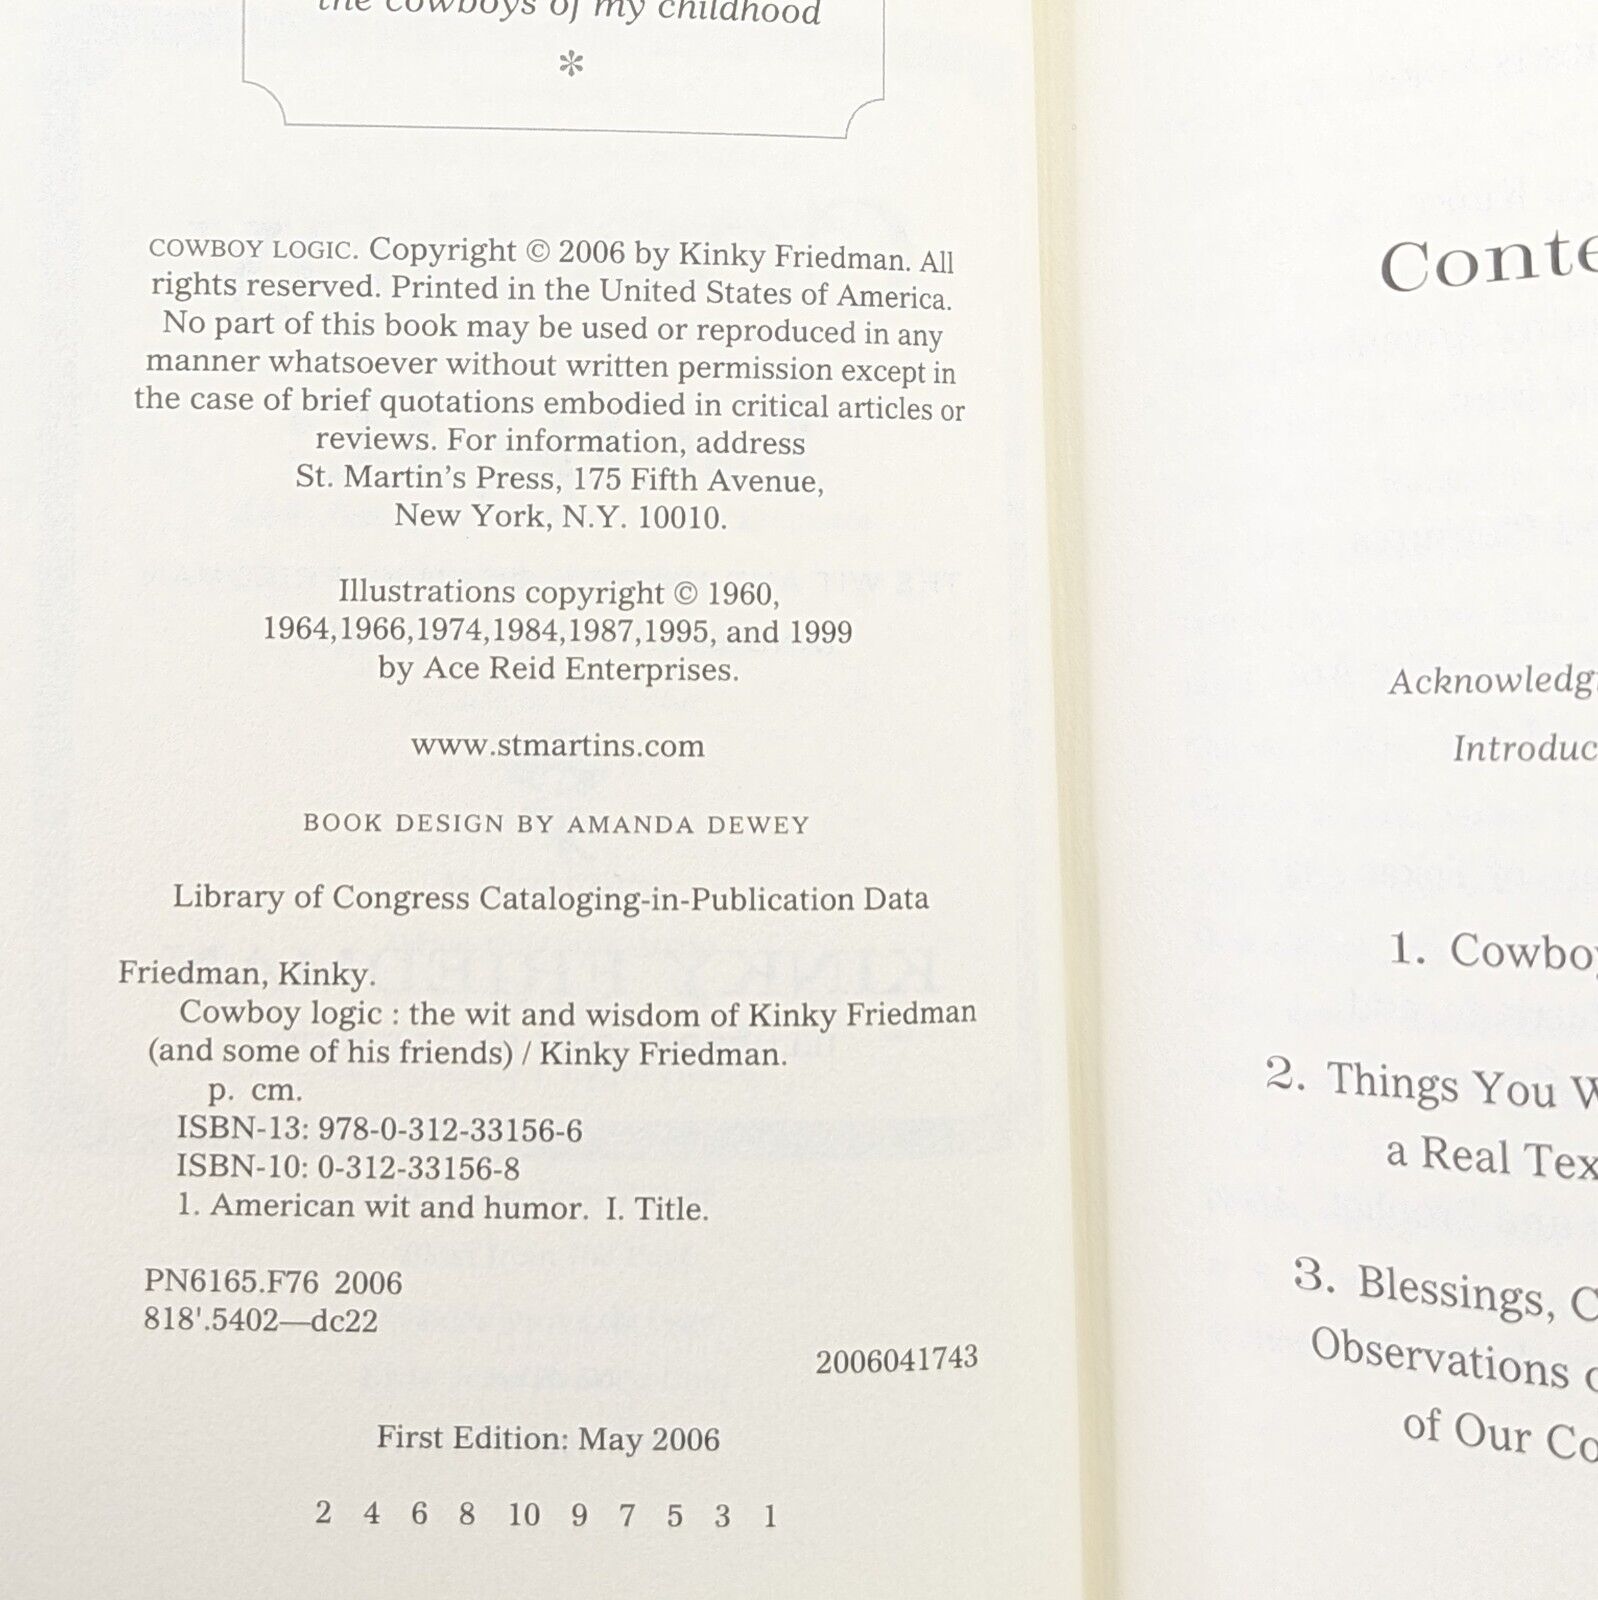 the cowboys of my childhood
*
COWBOY LOGIC. Copyright © 2006 by Kinky Friedman. All
rights reserved. Printed in the United States of America.
No part of this book may be used or reproduced in any
manner whatsoever without written permission except in
the case of brief quotations embodied in critical articles or
reviews. For information, address
St. Martin's Press, 175 Fifth Avenue,
New York, N.Y. 10010.
Illustrations copyright © 1960,
1964,1966,1974,1984,1987,1995, and 1999
by Ace Reid Enterprises.
www.stmartins.com
BOOK DESIGN BY AMANDA DEWEY
Library of Congress Cataloging-in-Publication Data
Friedman, Kinky.
Cowboy logic : the wit and wisdom of Kinky Friedman
(and some of his friends) / Kinky Friedman.
p. cm.
ISBN-13: 978-0-312-33156-6
ISBN-10: 0-312-33156-8
1. American wit and humor. I. Title.
PN6165.F76 2006
818'.5402—dc22
2006041743
First Edition: May 2006
2 4 6 8 10 9 7 5 3 1
Conte
Acknowledg
Introduc
1. Cowboy
2. Things You W
a Real Tex
3. Blessings, C
Observations o
of Our Co